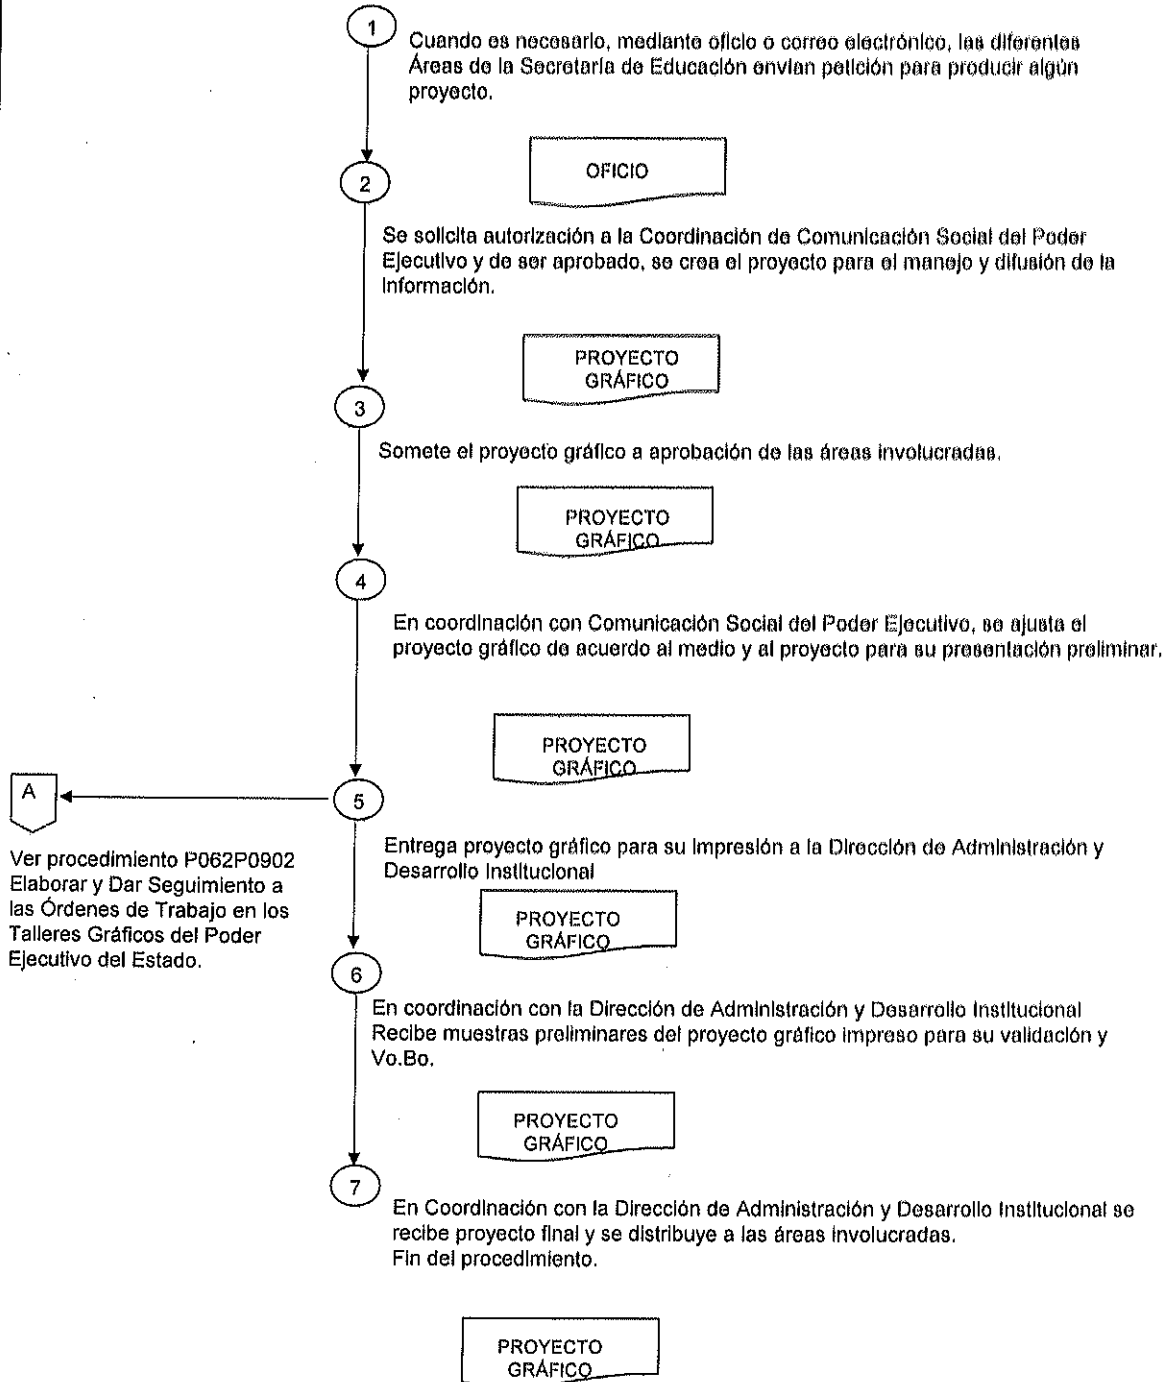 1
Cuando es necesario, mediante oficio o correo electrónico, las diferentes
Áreas de la Secretaría de Educación envían petición para producir algún
proyecto.
OFICIO
2
Se solicita autorización a la Coordinación de Comunicación Social del Poder
Ejecutivo y de ser aprobado, se crea el proyecto para el manejo y difusión de la
Información.
PROYECTO
GRÁFICO
3
Somete el proyecto gráfico a aprobación de las áreas involucradas.
PROYECTO
GRÁFICO
4
En coordinación con Comunicación Social del Poder Ejecutivo, se ajusta el
proyecto gráfico de acuerdo al medio y al proyecto para su presentación preliminar.
PROYECTO
GRÁFICO
A
5
Ver procedimiento P062P0902
Elaborar y Dar Seguimiento a
las Órdenes de Trabajo en los
Talleres Gráficos del Poder
Ejecutivo del Estado.
Entrega proyecto gráfico para su impresión a la Dirección de Administración y
Desarrollo Institucional
PROYECTO
GRÁFICO
6
En coordinación con la Dirección de Administración y Desarrollo Institucional
Recibe muestras preliminares del proyecto gráfico impreso para su validación y
Vo.Bo.
PROYECTO
GRÁFICO
7
En Coordinación con la Dirección de Administración y Desarrollo Institucional se
recibe proyecto final y se distribuye a las áreas involucradas.
Fin del procedimiento.
PROYECTO
GRÁFICO